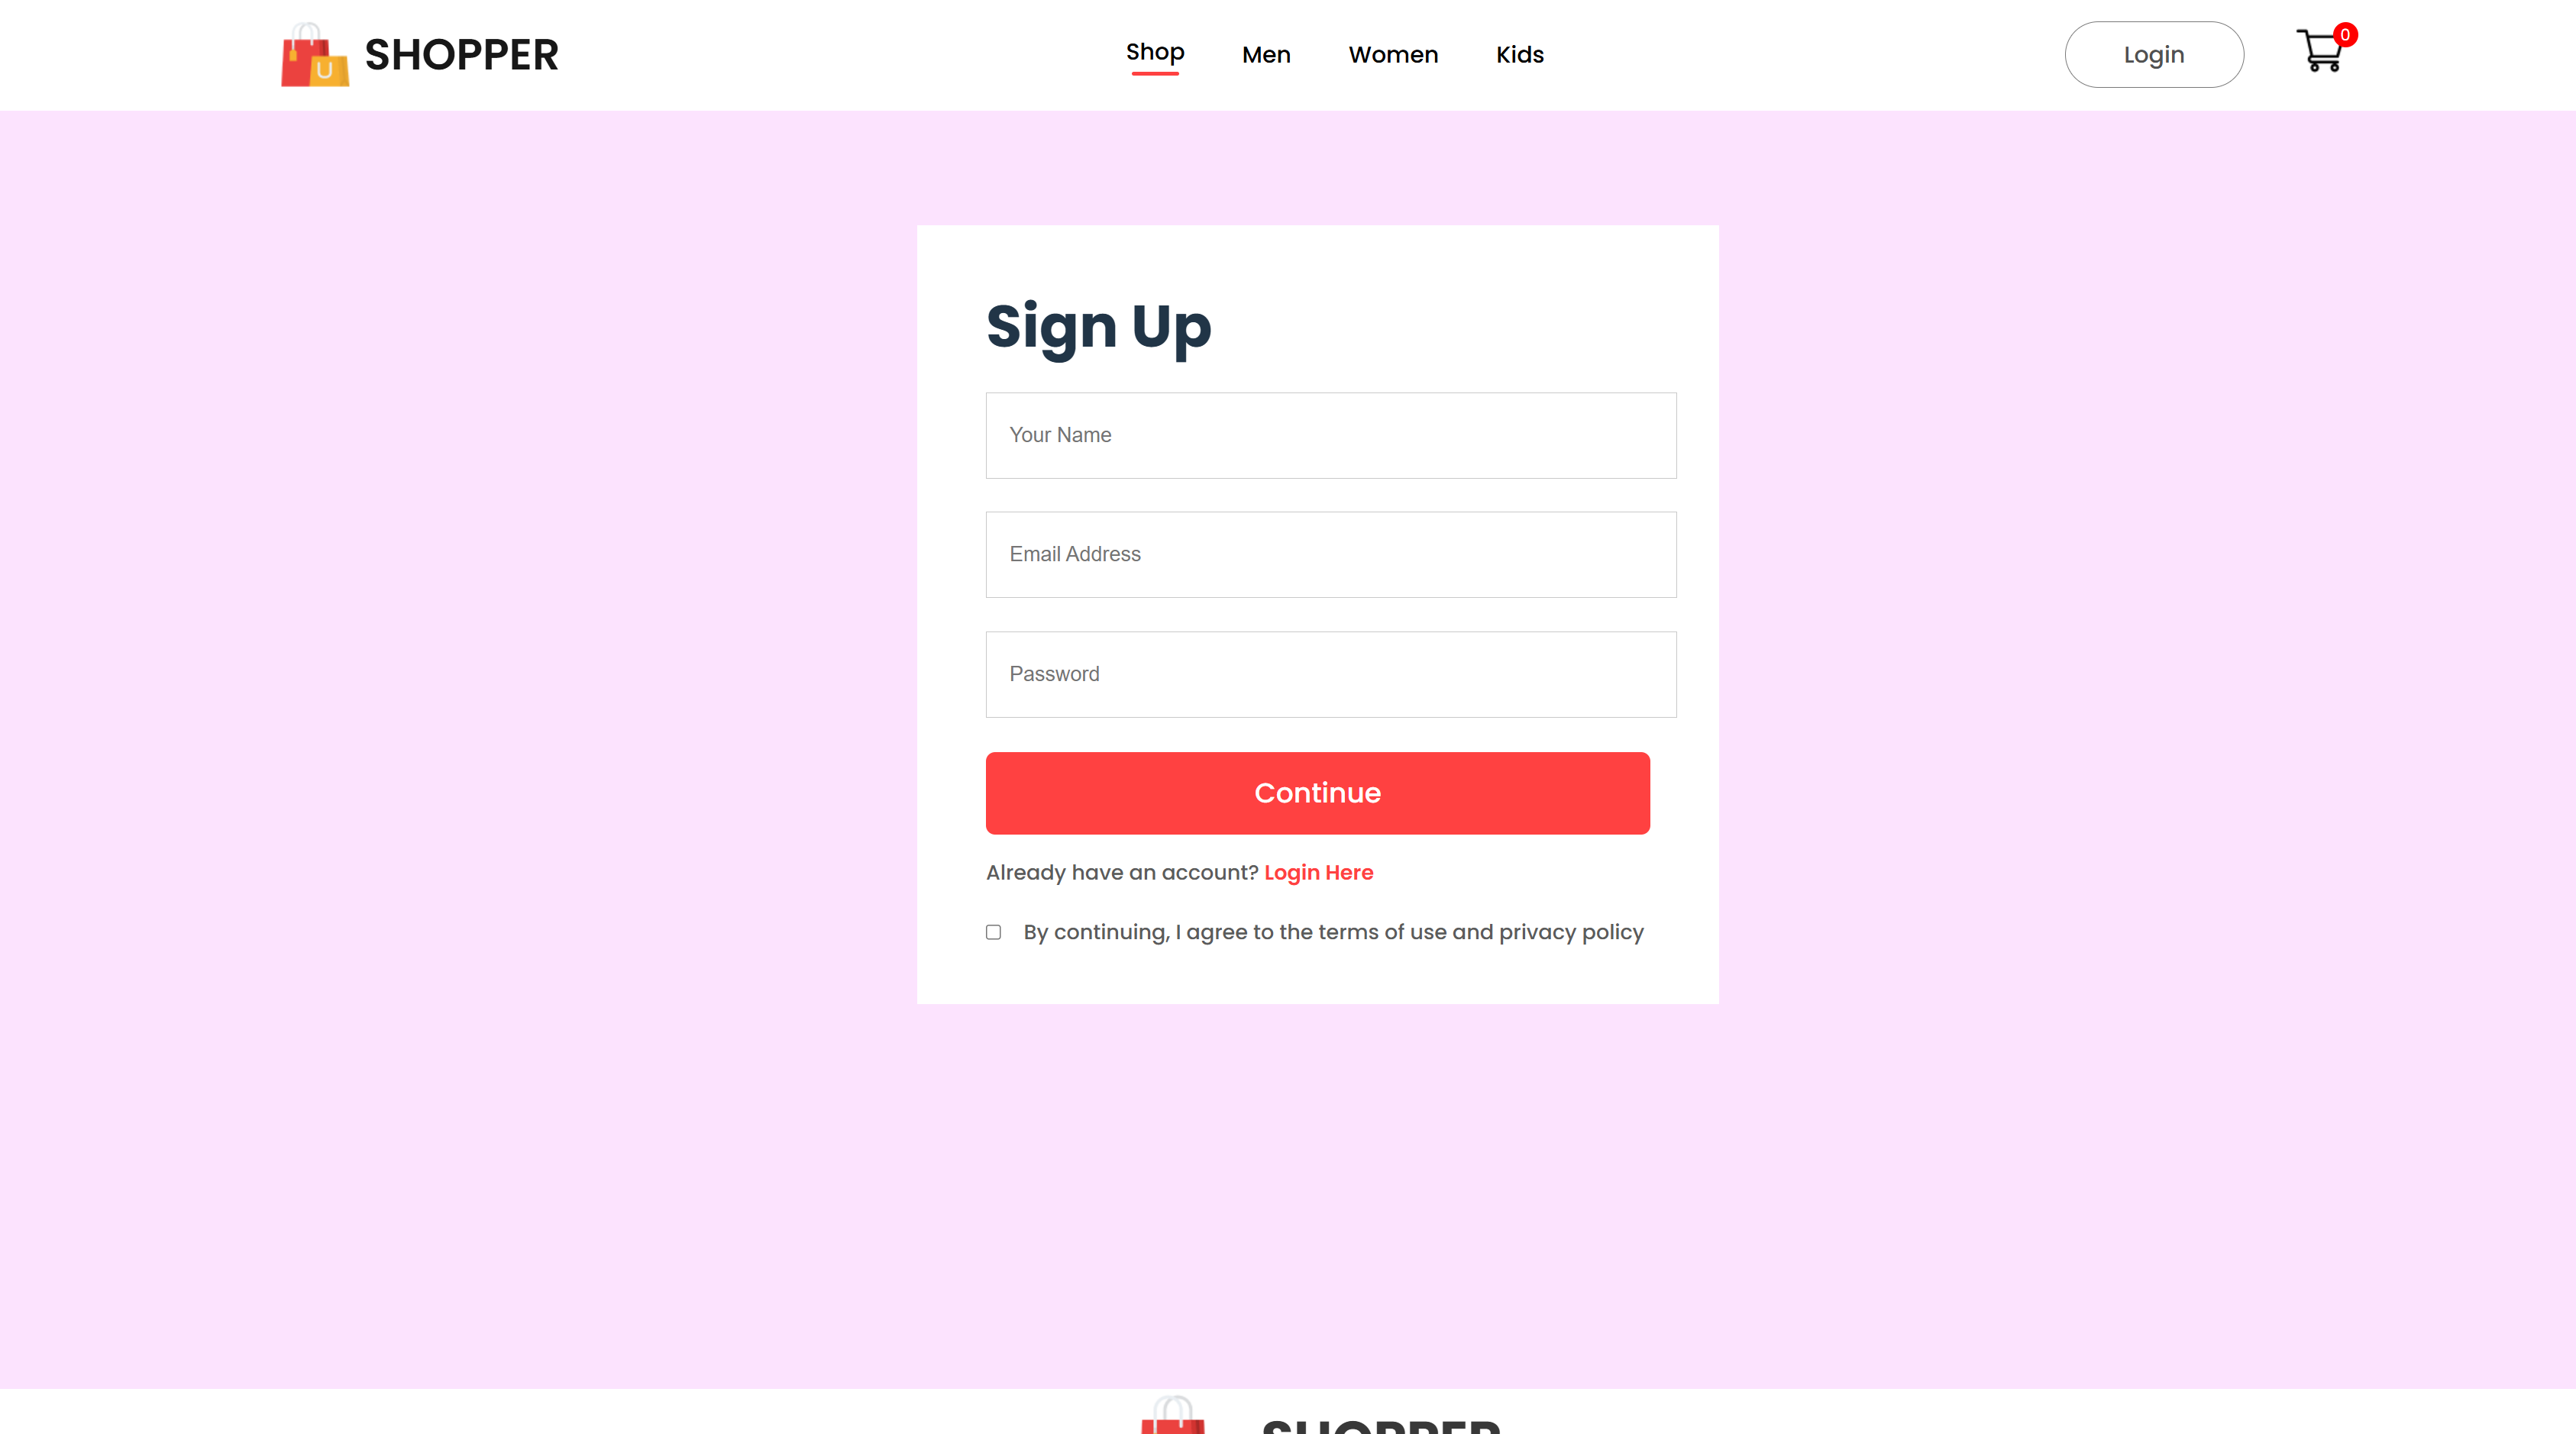 SHOPPER
Shop
Men
Women
Kids
Login
0
Sign Up
Your Name
Email Address
Password
Continue
Already have an account? Login Here
By continuing, I agree to the terms of use and privacy policy
SHOPPER